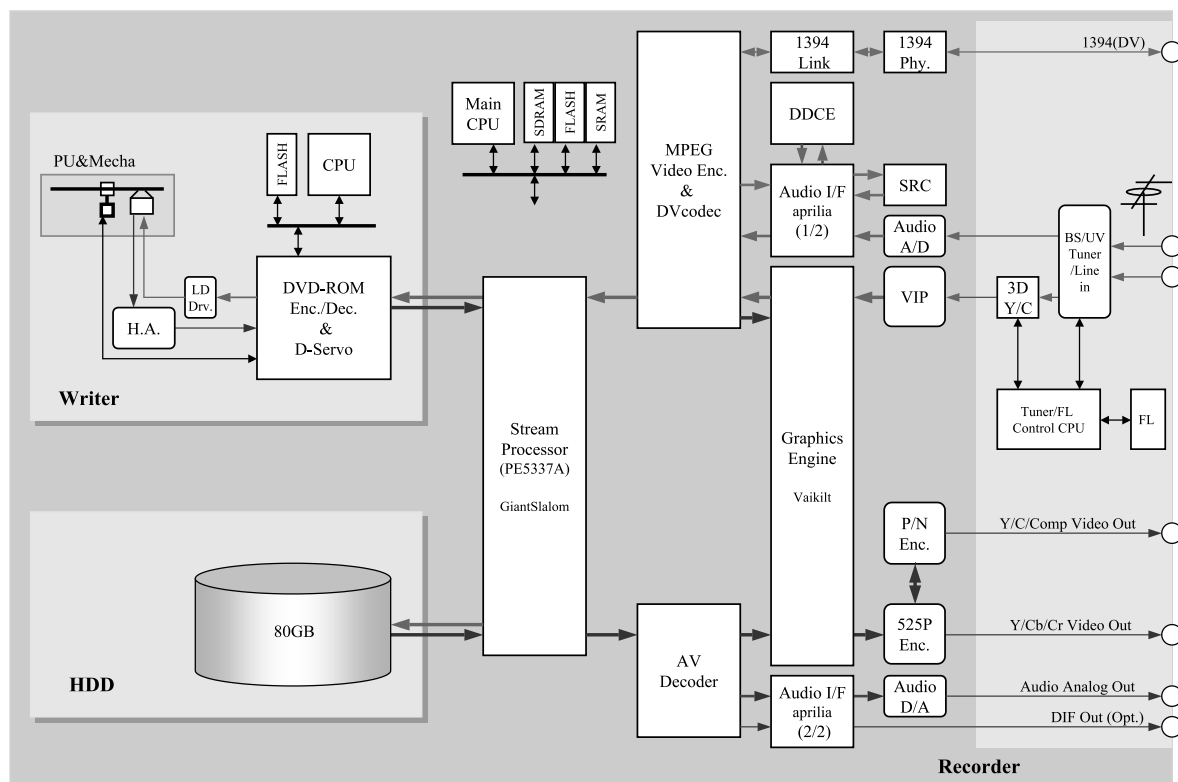 1394
Link
1394
Phy.
1394(DV)
Main
CPU
SDRAM
FLASH
SRAM
MPEG
Video Enc.
&
DVcodec
DDCE
Audio I/F
aprilia
(1/2)
SRC
Audio
A/D
BS/UV
Tuner
/Line
in
PU&Mecha
FLASH
CPU
DVD-ROM
Enc./Dec.
&
D-Servo
LD
Drv.
H.A.
Writer
VIP
3D
Y/C
Tuner/FL
Control CPU
FL
Stream
Processor
(PE5337A)
GiantSlalom
Graphics
Engine
Vaikilt
P/N
Enc.
Y/C/Comp Video Out
80GB
HDD
525P
Enc.
Y/Cb/Cr Video Out
AV
Decoder
Audio I/F
aprilia
(2/2)
Audio
D/A
Audio Analog Out
DIF Out (Opt.)
Recorder